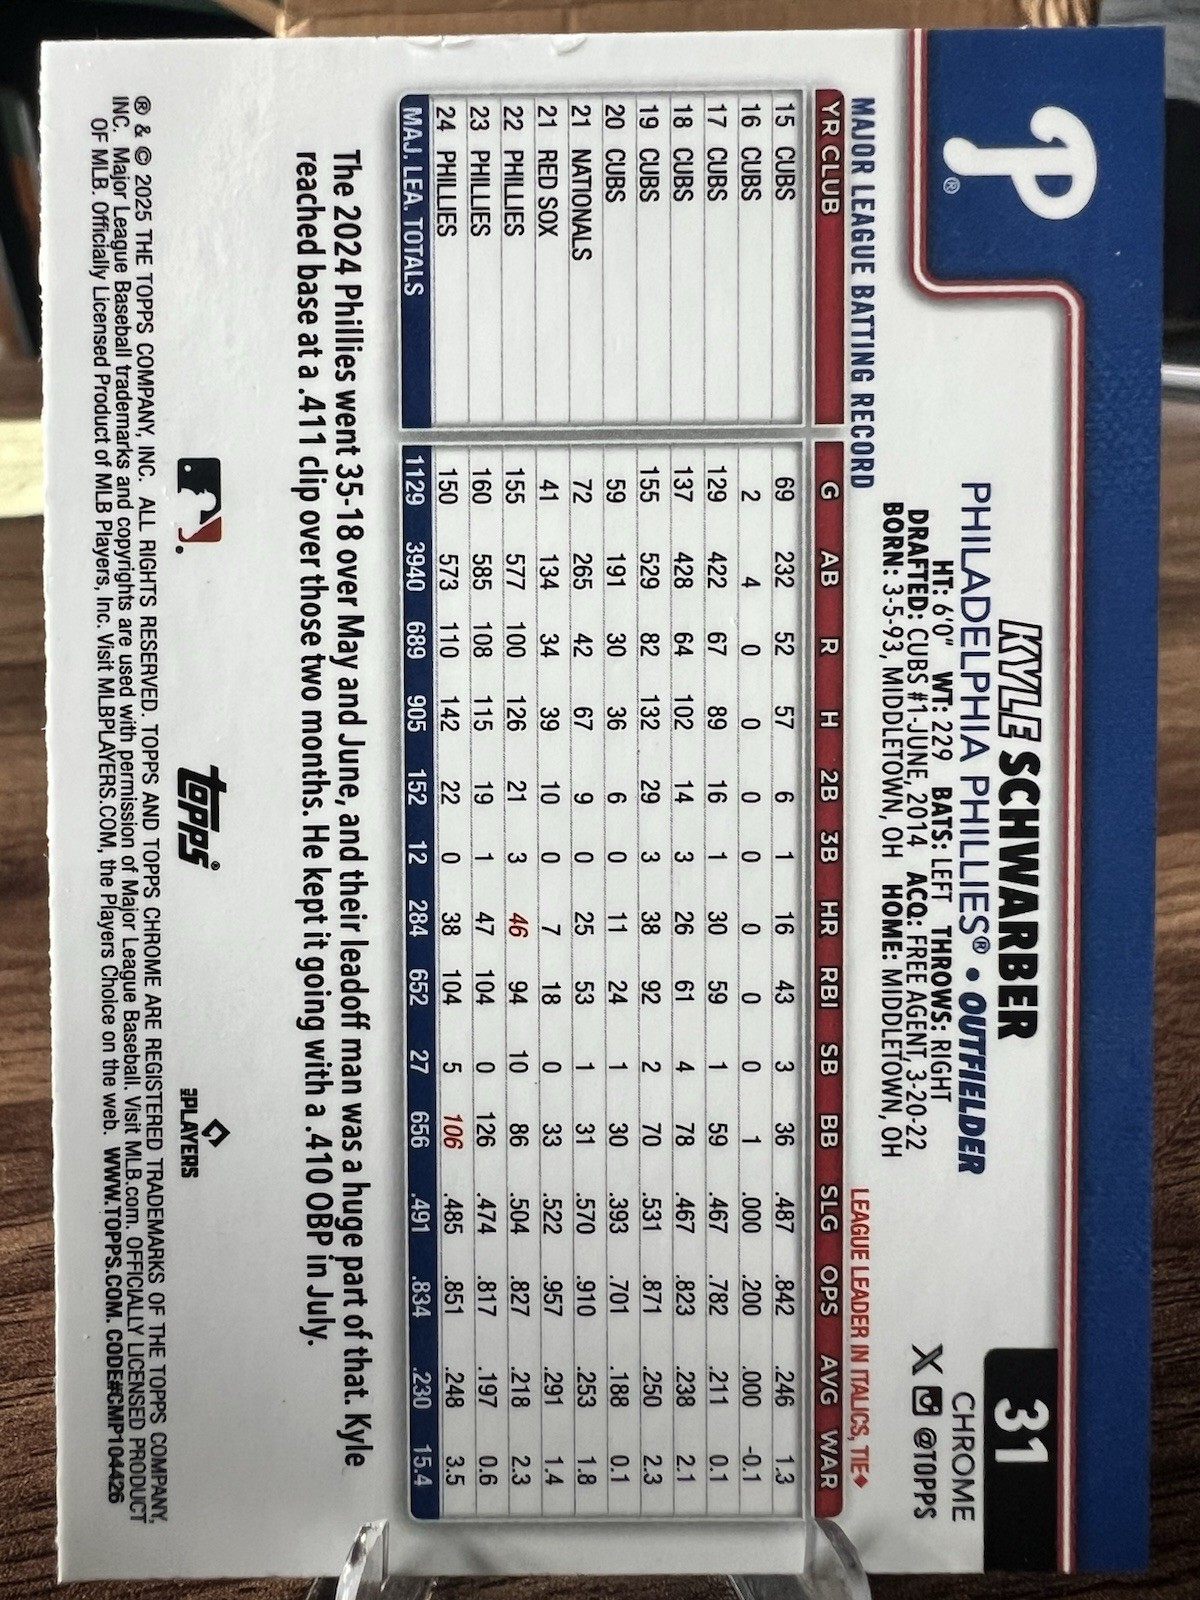 P®
31
KYLE SCHWARBER
CHROME
PHILADELPHIA PHILLIES® • OUTFIELDER
HT: 6'0" WT: 229 BATS: LEFT THROWS: RIGHT
X @TOPPS
DRAFTED: CUBS #1-JUNE, 2014 ACQ: FREE AGENT, 3-20-22
BORN: 3-5-93, MIDDLETOWN, OH HOME: MIDDLETOWN, OH
MAJOR LEAGUE BATTING RECORD LEAGUE LEADER IN ITALICS, TIE♦
YR CLUB G AB R H 2B 3B HR RBI SB BB SLG OPS AVG WAR
15 CUBS 69 232 52 57 6 1 16 43 3 36 .487 .842 .246 1.3
16 CUBS 2 4 0 0 0 0 0 0 0 1 .000 .200 .000 -0.1
17 CUBS 129 422 67 89 16 1 30 59 1 59 .467 .782 .211 0.1
18 CUBS 137 428 64 102 14 3 26 61 4 78 .467 .823 .238 2.1
19 CUBS 155 529 82 132 29 3 38 92 2 70 .531 .871 .250 2.3
20 CUBS 59 191 30 36 6 0 11 24 1 30 .393 .701 .188 0.1
21 NATIONALS 72 265 42 67 9 0 25 53 1 31 .570 .910 .253 1.8
21 RED SOX 41 134 34 39 10 0 7 18 0 33 .522 .957 .291 1.4
22 PHILLIES 155 577 100 126 21 3 46 94 10 86 .504 .827 .218 2.3
23 PHILLIES 160 585 108 115 19 1 47 104 0 126 .474 .817 .197 0.6
24 PHILLIES 150 573 110 142 22 0 38 104 5 106 .485 .851 .248 3.5
MAJ. LEA. TOTALS 1129 3940 689 905 152 12 284 652 27 656 .491 .834 .230 15.4
The 2024 Phillies went 35-18 over May and June, and their leadoff man was a huge part of that. Kyle
reached base at a .411 clip over those two months. He kept it going with a .410 OBP in July.
topps®
MLB PLAYERS
® & © 2025 THE TOPPS COMPANY, INC. ALL RIGHTS RESERVED. TOPPS AND TOPPS CHROME ARE REGISTERED TRADEMARKS OF THE TOPPS COMPANY,
INC. Major League Baseball trademarks and copyrights are used with permission of Major League Baseball. Visit MLB.com. OFFICIALLY LICENSED PRODUCT
OF MLB. Officially Licensed Product of MLB Players, Inc. Visit MLBPLAYERS.COM, the Players Choice on the web. WWW.TOPPS.COM. CODE#CMP104426